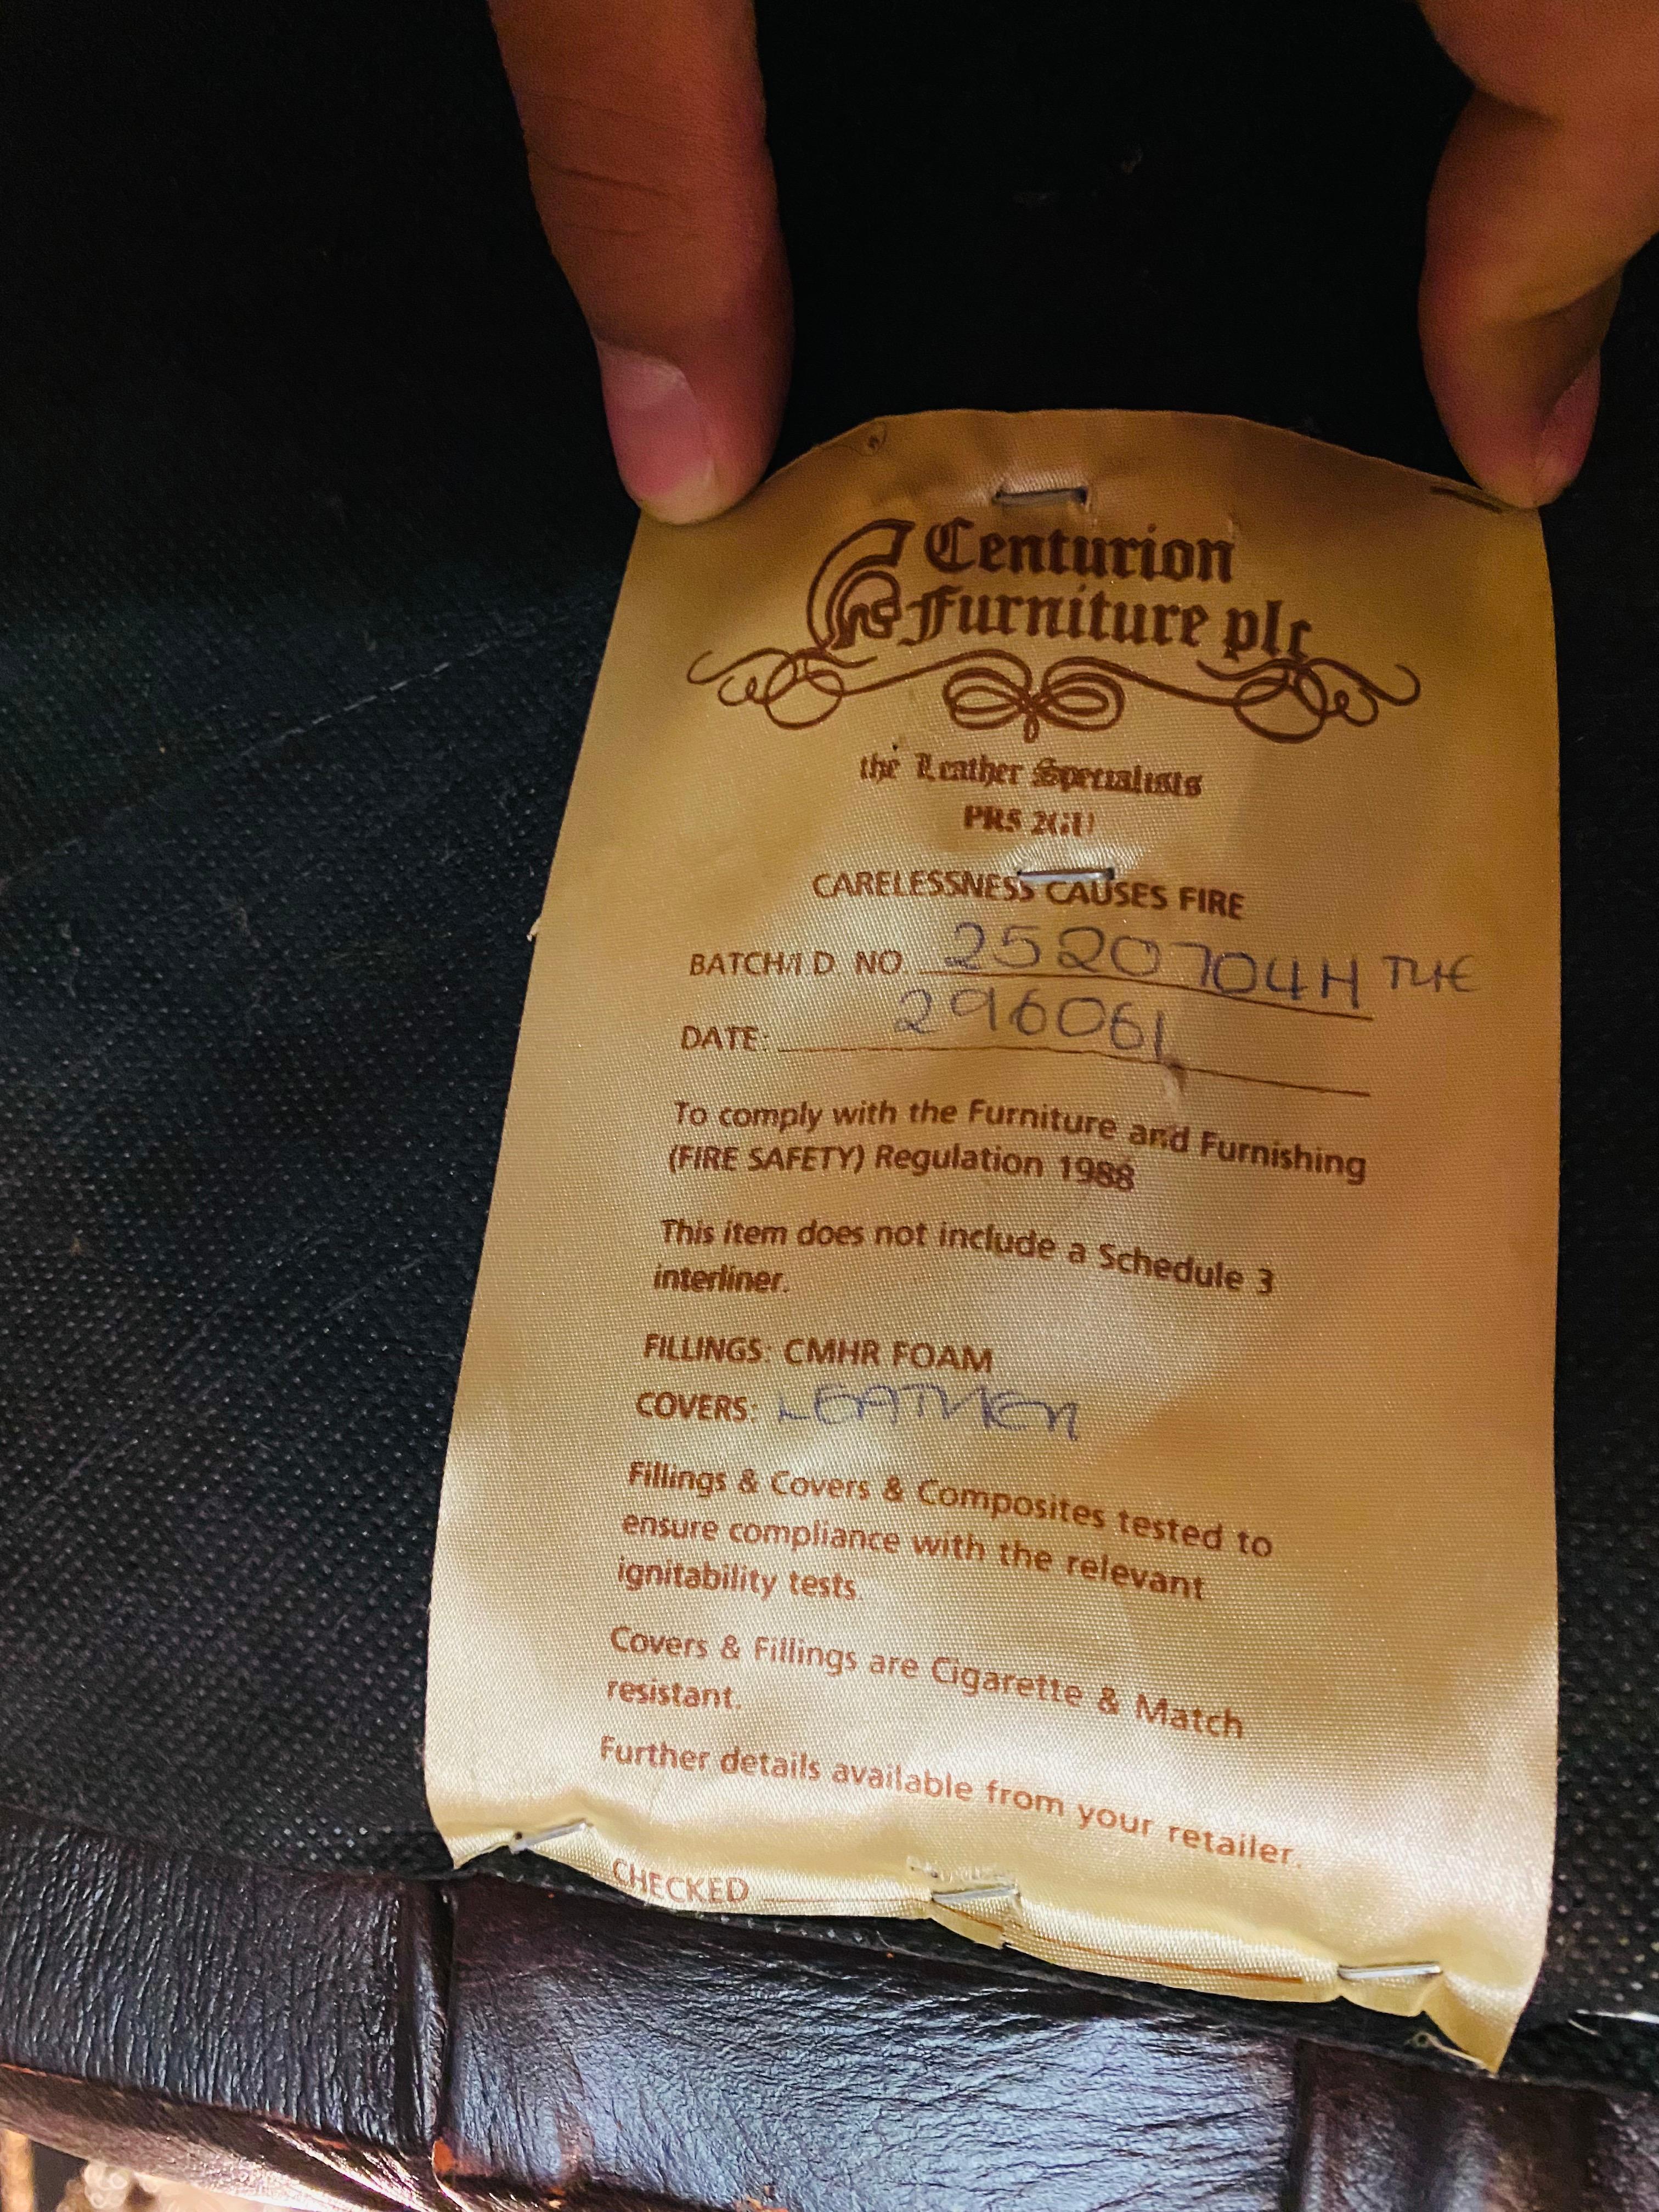 Centurion
Furniture plc
the Leather Specialists
PR5 2GU
CARELESSNESS CAUSES FIRE
BATCH/I D NO. 2520704H THE
DATE: 296061
To comply with the Furniture and Furnishing
(FIRE SAFETY) Regulation 1988
This item does not include a Schedule 3
interliner.
FILLINGS: CMHR FOAM
COVERS: LEATHER
Fillings & Covers & Composites tested to
ensure compliance with the relevant
ignitability tests.
Covers & Fillings are Cigarette & Match
resistant.
Further details available from your retailer.
CHECKED